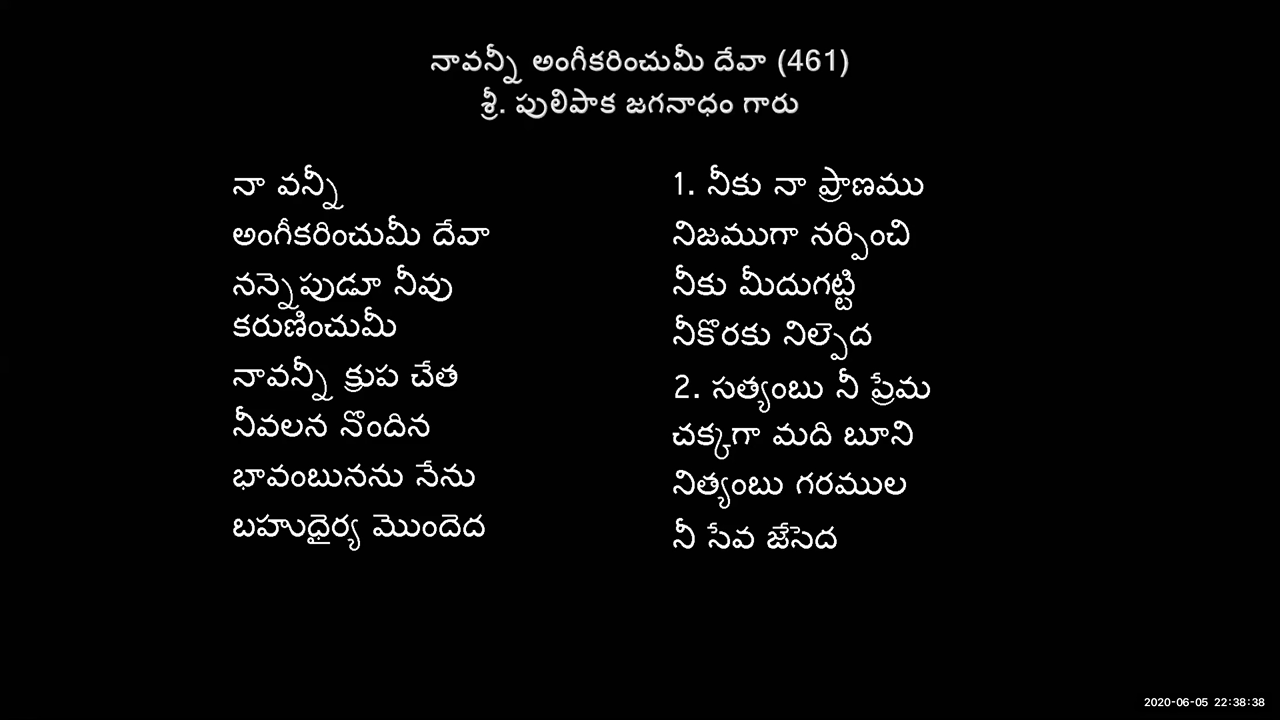 నావన్నీ అంగీకరించుమీ దేవా (461)
శ్రీ. పులిపాక జగనాధం గారు
నా వన్నీ
అంగీకరించుమీ దేవా
నన్నెపుడూ నీవు
కరుణించుమీ
నావన్నీ క్రుప చేత
నీవలన నొందిన
భావంబునను నేను
బహుధైర్య మొందెద
1. నీకు నా ప్రాణము
నిజముగా నర్పించి
నీకు మీదుగట్టి
నీకొరకు నిల్పెద
2. సత్యంబు నీ ప్రేమ
చక్కగా మది బూని
నిత్యంబు గరముల
నీ సేవ జేసెద
2020-06-05 22:38:38